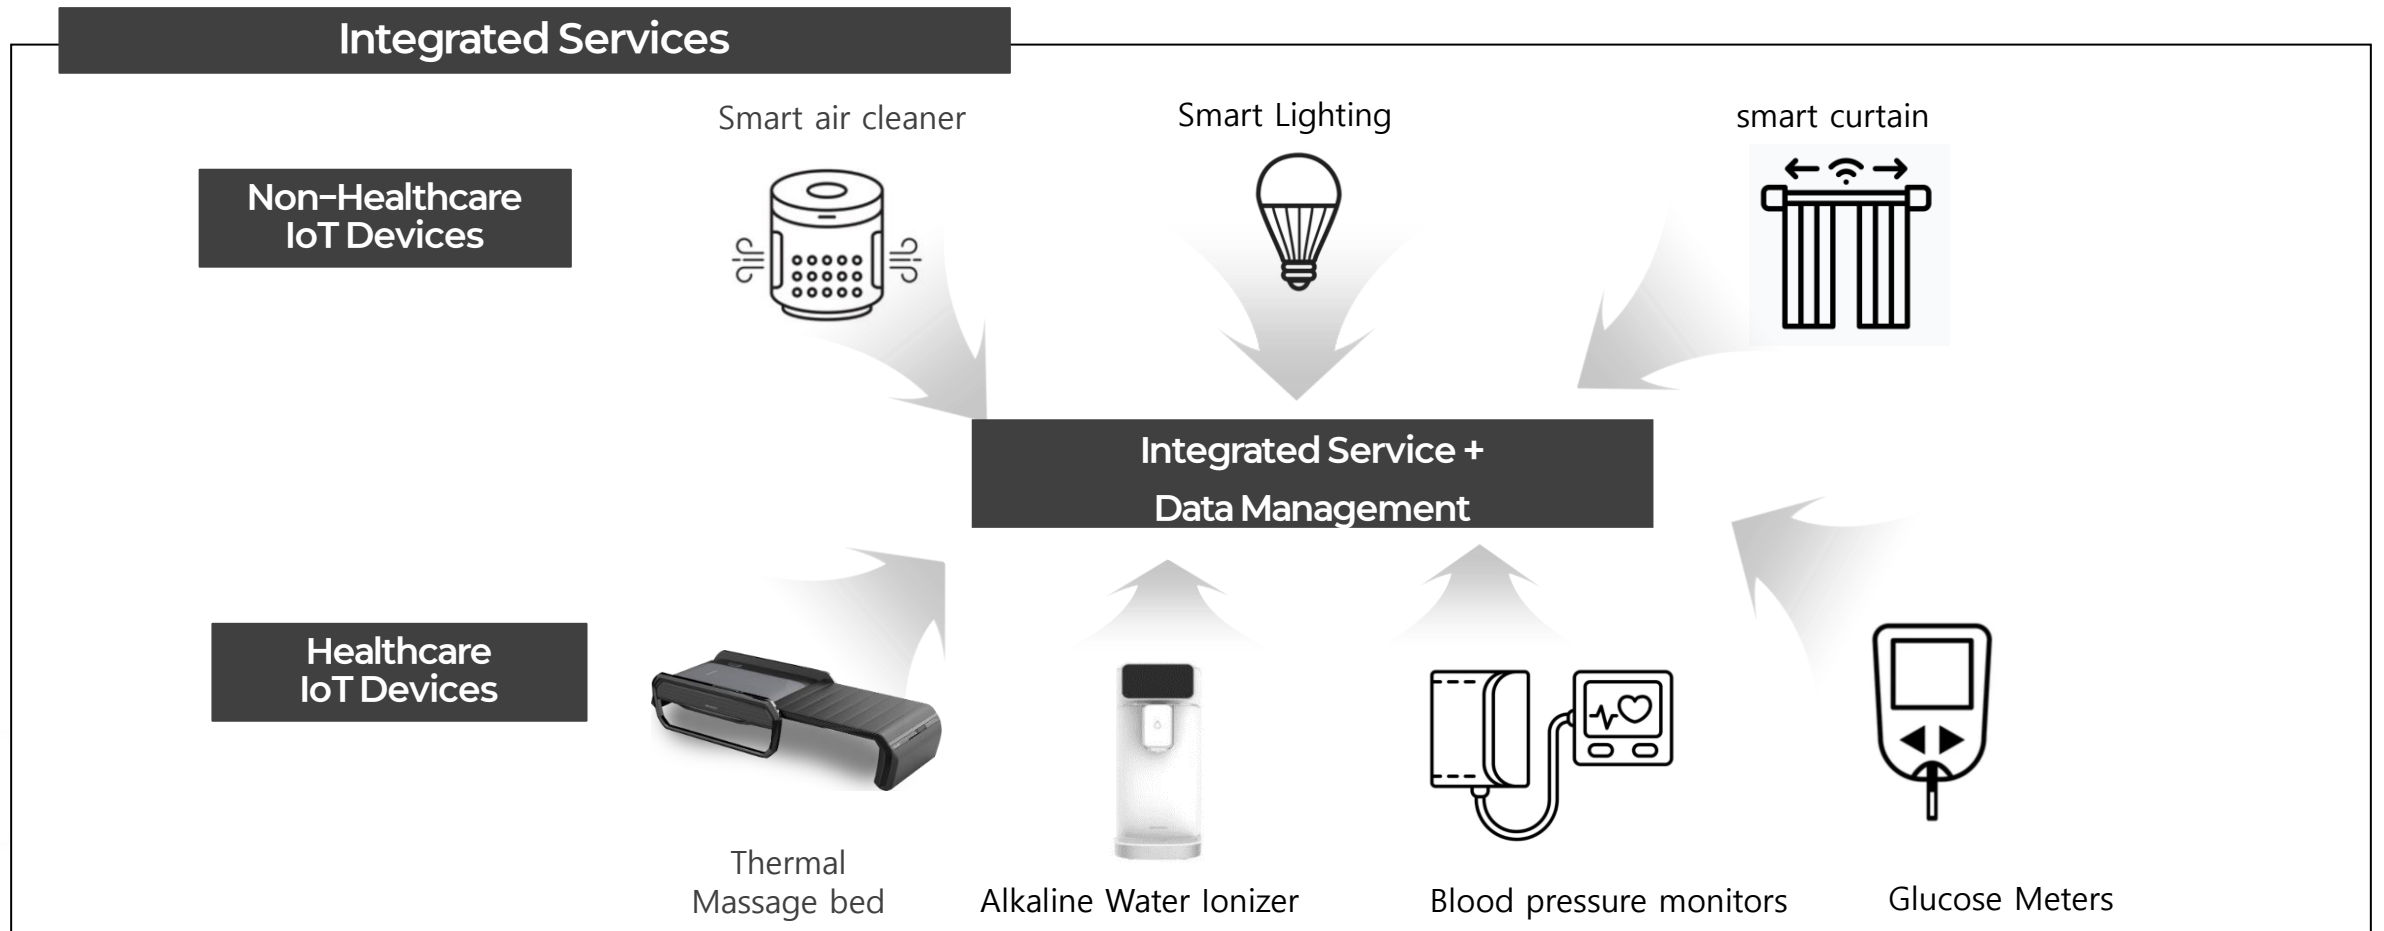 Integrated Services
Smart air cleaner
Smart Lighting
smart curtain
Non-Healthcare
IoT Devices
Integrated Service +
Data Management
Healthcare
IoT Devices
Thermal
Massage bed
Alkaline Water Ionizer
Blood pressure monitors
Glucose Meters